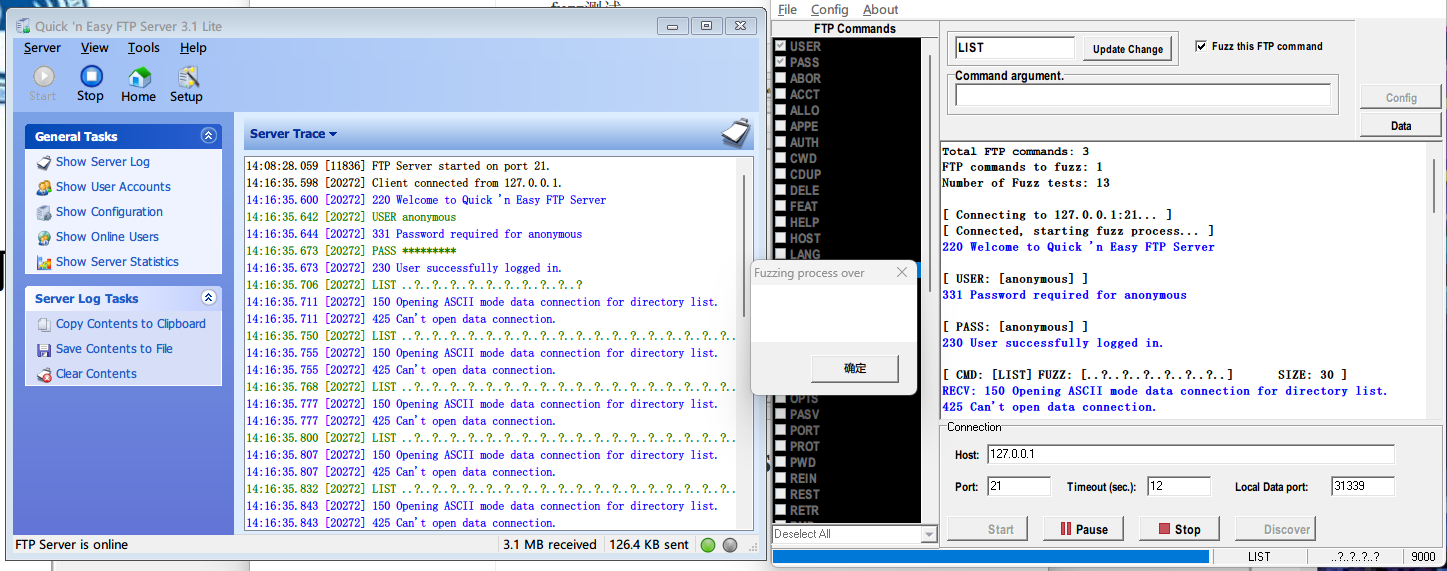 fuzz测试
Quick 'n Easy FTP Server 3.1 Lite
Server View Tools Help
Start Stop Home Setup
General Tasks
Show Server Log
Show User Accounts
Show Configuration
Show Online Users
Show Server Statistics
Server Log Tasks
Copy Contents to Clipboard
Save Contents to File
Clear Contents
Server Trace
14:08:28.059 [11836] FTP Server started on port 21.
14:16:35.598 [20272] Client connected from 127.0.0.1.
14:16:35.600 [20272] 220 Welcome to Quick 'n Easy FTP Server
14:16:35.642 [20272] USER anonymous
14:16:35.644 [20272] 331 Password required for anonymous
14:16:35.673 [20272] PASS *********
14:16:35.673 [20272] 230 User successfully logged in.
14:16:35.706 [20272] LIST ..?..?..?..?..?..?..?..?..?..?
14:16:35.711 [20272] 150 Opening ASCII mode data connection for directory list.
14:16:35.711 [20272] 425 Can't open data connection.
14:16:35.750 [20272] LIST ..?..?..?..?..?..?..?..?..?..?..?..?..?..?..?..?..?..
14:16:35.755 [20272] 150 Opening ASCII mode data connection for directory list.
14:16:35.755 [20272] 425 Can't open data connection.
14:16:35.768 [20272] LIST ..?..?..?..?..?..?..?..?..?..?..?..?..?..?..?..?..?..
14:16:35.777 [20272] 150 Opening ASCII mode data connection for directory list.
14:16:35.777 [20272] 425 Can't open data connection.
14:16:35.800 [20272] LIST ..?..?..?..?..?..?..?..?..?..?..?..?..?..?..?..?..?..
14:16:35.807 [20272] 150 Opening ASCII mode data connection for directory list.
14:16:35.807 [20272] 425 Can't open data connection.
14:16:35.832 [20272] LIST ..?..?..?..?..?..?..?..?..?..?..?..?..?..?..?..?..?..
14:16:35.843 [20272] 150 Opening ASCII mode data connection for directory list.
14:16:35.843 [20272] 425 Can't open data connection.
FTP Server is online
3.1 MB received
126.4 KB sent
Fuzzing process over
确定
File Config About
FTP Commands
USER
PASS
ABOR
ACCT
ALLO
APPE
AUTH
CWD
CDUP
DELE
FEAT
HELP
HOST
LANG
OPTS
PASV
PORT
PROT
PWD
REIN
REST
RETR
Deselect All
LIST
Update Change
Fuzz this FTP command
Command argument.
Config
Data
Total FTP commands: 3
FTP commands to fuzz: 1
Number of Fuzz tests: 13
[ Connecting to 127.0.0.1:21... ]
[ Connected, starting fuzz process... ]
220 Welcome to Quick 'n Easy FTP Server
[ USER: [anonymous] ]
331 Password required for anonymous
[ PASS: [anonymous] ]
230 User successfully logged in.
[ CMD: [LIST] FUZZ: [..?..?..?..?..?..?..] SIZE: 30 ]
RECV: 150 Opening ASCII mode data connection for directory list.
425 Can't open data connection.
Connection
Host: 127.0.0.1
Port: 21 Timeout (sec.): 12 Local Data port: 31339
Start Pause Stop Discover
LIST ..?..?..?..? 9000